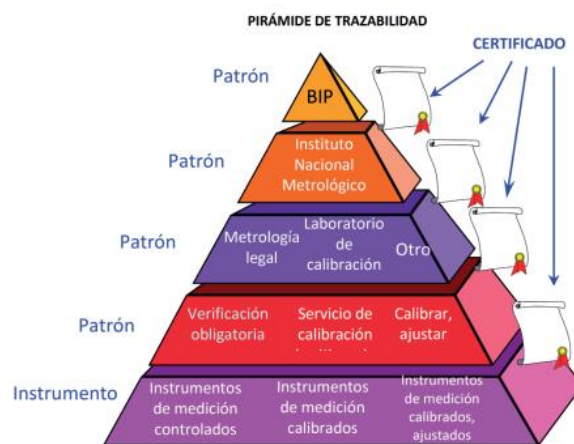 PIRÁMIDE DE TRAZABILIDAD
CERTIFICADO
Patrón
BIP
Patrón
Instituto
Nacional
Metrológico
Patrón
Metrología
legal
Laboratorio
de
calibración
Otro
Patrón
Verificación
obligatoria
Servicio de
calibración
Calibrar,
ajustar
Instrumento
Instrumentos
de medición
controlados
Instrumentos
de medición
calibrados
Instrumentos
de medición
calibrados,
ajustados